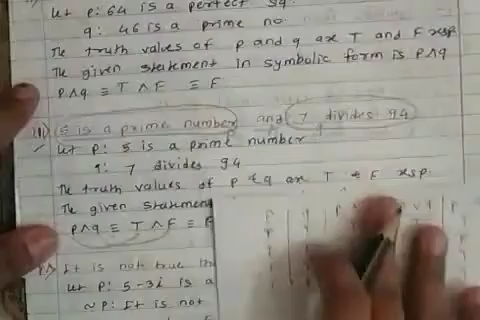 Let p: 64 is a perfect sq.
q: 46 is a prime no.
The truth values of p and q are T and F resp.
The given statement in symbolic form is p∧q
p∧q ≡ T ∧ F ≡ F
5 is a prime number and 7 divides 94
Let p: 5 is a prime number
q: 7 divides 94
The truth values of p & q are T & F resp.
The given statement
p∧q ≡ T∧F ≡ F
It is not true th
Let p: 5-3i is a
~p: It is not